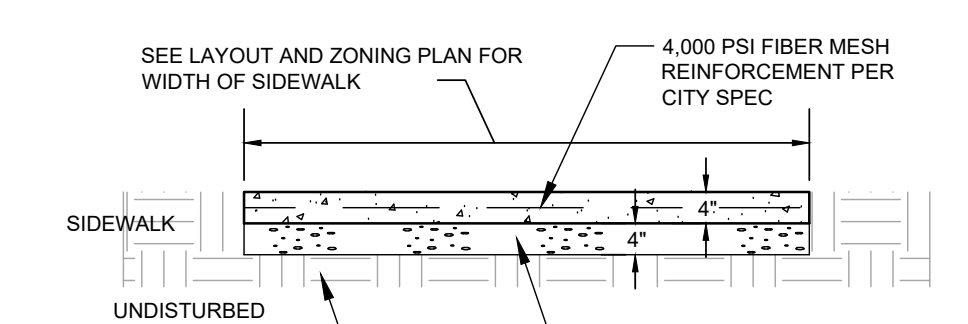 SEE LAYOUT AND ZONING PLAN FOR
WIDTH OF SIDEWALK
4,000 PSI FIBER MESH
REINFORCEMENT PER
CITY SPEC
4"
SIDEWALK
4"
UNDISTURBED